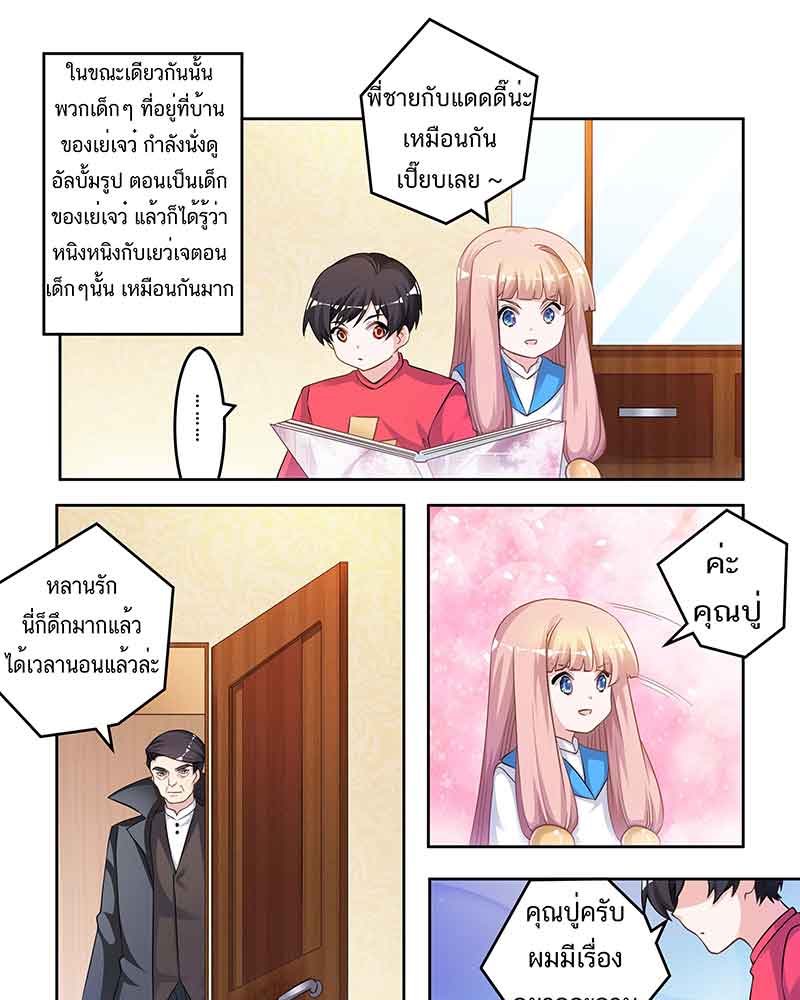 ในขณะเดียวกันนั้น
พวกเด็กๆ ที่อยู่ที่บ้าน
ของเย่เจว๋ กำลังนั่งดู
อัลบั้มรูป ตอนเป็นเด็ก
ของเย่เจว๋ แล้วก็ได้รู้ว่า
หนิงหนิงกับเยว่เจตอน
เด็กๆนั้น เหมือนกันมาก
พี่ชายกับแดดดี๊น่ะ
เหมือนกัน
เปี๊ยบเลย ~
.........
หลานรัก
นี่ก็ดึกมากแล้ว
ได้เวลานอนแล้วล่ะ
ค่ะ
คุณปู่
คุณปู่ครับ
ผมมีเรื่อง